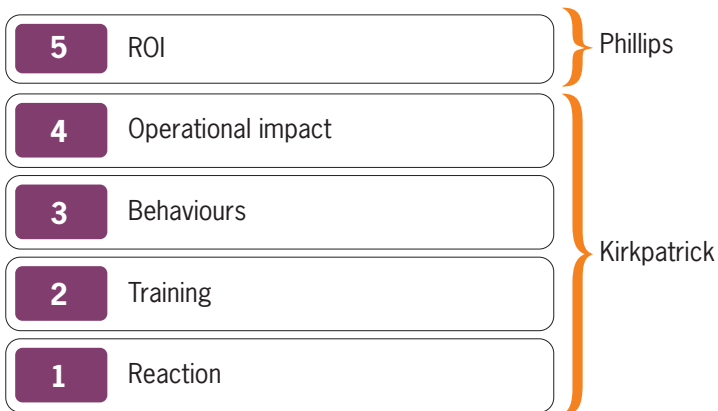 5 ROI
Phillips
4 Operational impact
3 Behaviours
Kirkpatrick
2 Training
1 Reaction